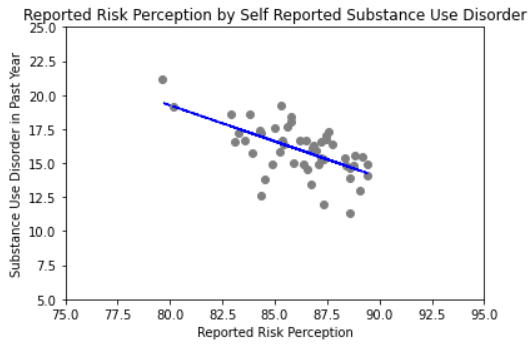 Reported Risk Perception by Self Reported Substance Use Disorder
25.0
22.5
20.0
17.5
15.0
12.5
10.0
7.5
5.0
Substance Use Disorder in Past Year
75.0 77.5 80.0 82.5 85.0 87.5 90.0 92.5 95.0
Reported Risk Perception